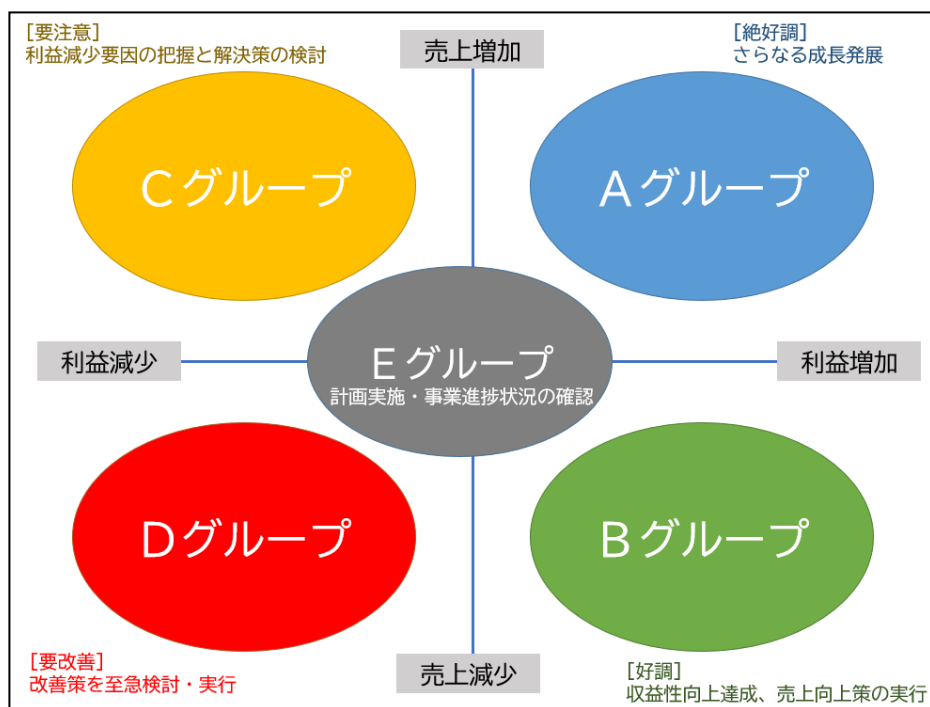 [要注意]
利益減少要因の把握と解決策の検討
売上増加
[絶好調]
さらなる成長発展
Ｃグループ
Ａグループ
利益減少
Ｅグループ
計画実施・事業進捗状況の確認
利益増加
Ｄグループ
Ｂグループ
[要改善]
改善策を至急検討・実行
売上減少
[好調]
収益性向上達成、売上向上策の実行